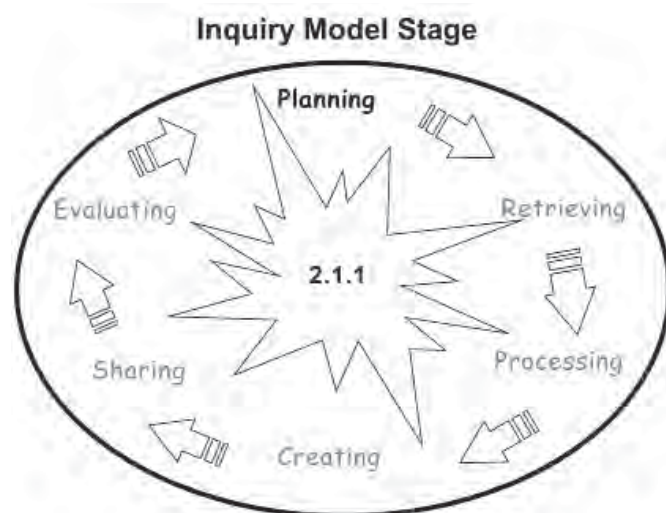 Inquiry Model Stage
Planning
Evaluating
Retrieving
2.1.1
Sharing
Processing
Creating